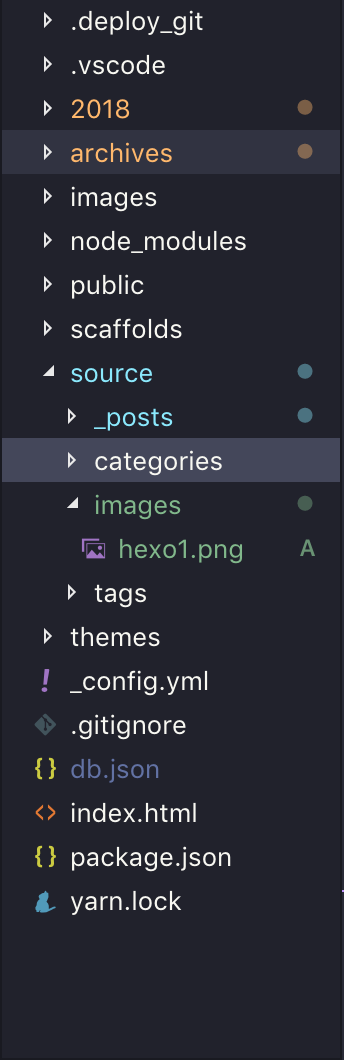 .deploy_git
.vscode
2018
archives
images
node_modules
public
scaffolds
source
_posts
categories
images
hexo1.png A
tags
themes
_config.yml
.gitignore
db.json
index.html
package.json
yarn.lock